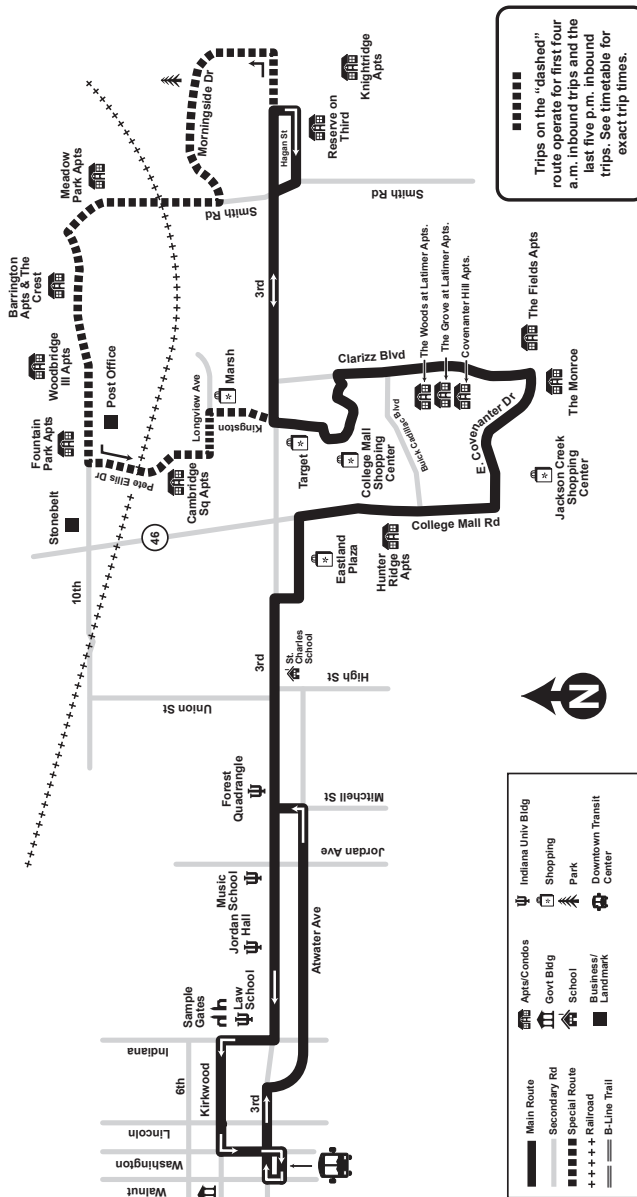 Trips on the “dashed”
route operate for first four
a.m. inbound trips and the
last five p.m. inbound
trips. See timetable for
exact trip times.
Knightridge
Apts
Reserve on
Third
Hagan St
Morningside Dr
Smith Rd
Smith Rd
Meadow
Park Apts
Barrington
Apts & The
Crest
Woodbridge
III Apts
Post Office
Fountain
Park Apts
Stonebelt
Pete Ellis Dr
Cambridge
Sq Apts
Longview Ave
Marsh
Kingston
3rd
Target
College Mall
Shopping
Center
Clarizz Blvd
The Woods at Latimer Apts.
The Grove at Latimer Apts.
Covenanter Hill Apts.
The Fields Apts
The Monroe
E. Covenanter Dr
Buick Cadillac Blvd
Jackson Creek
Shopping
Center
College Mall Rd
Hunter
Ridge
Apts
Eastland
Plaza
46
10th
3rd
St.
Charles
School
High St
Union St
Forest
Quadrangle
Mitchell St
Jordan Ave
Music
School
Jordan
Hall
Atwater Ave
Law
School
Sample
Gates
Indiana
6th
Kirkwood
3rd
Lincoln
Washington
Walnut
N
Main Route
Secondary Rd
Special Route
Railroad
B-Line Trail
Apts/Condos
Govt Bldg
School
Business/
Landmark
Indiana Univ Bldg
Shopping
Park
Downtown Transit
Center